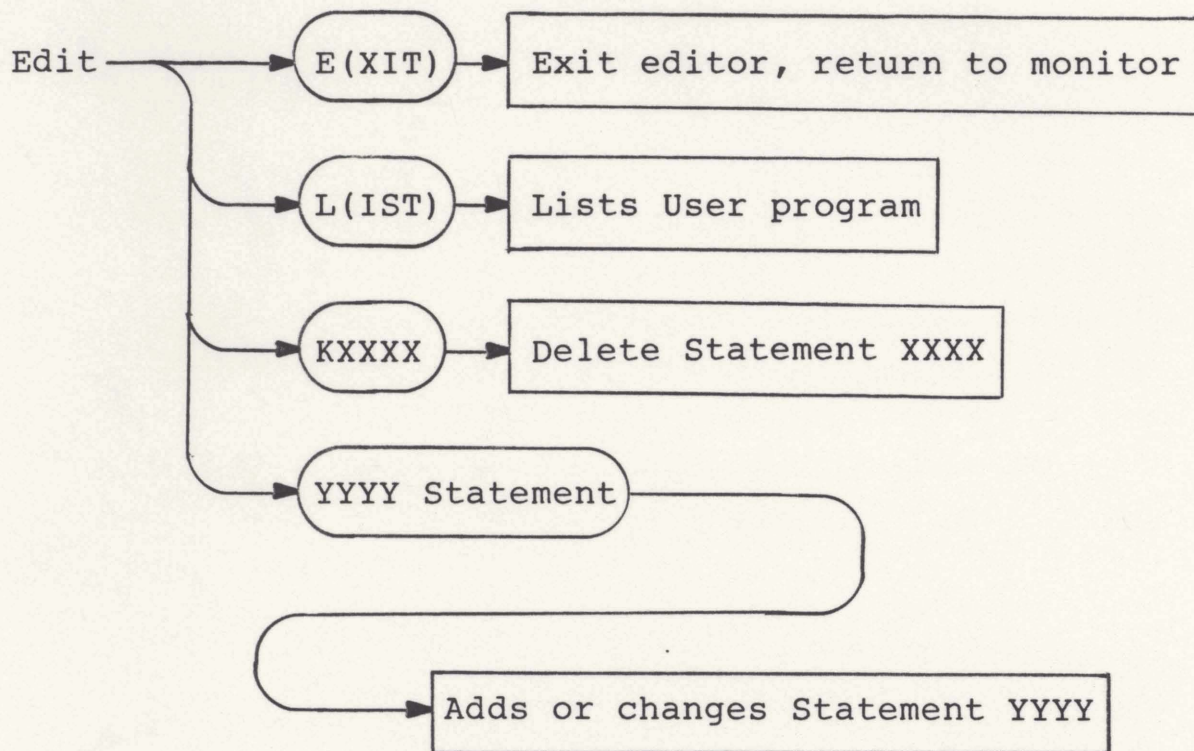 Edit E(XIT) Exit editor, return to monitor
L(IST) Lists User program
KXXXX Delete Statement XXXX
YYYY Statement
Adds or changes Statement YYYY